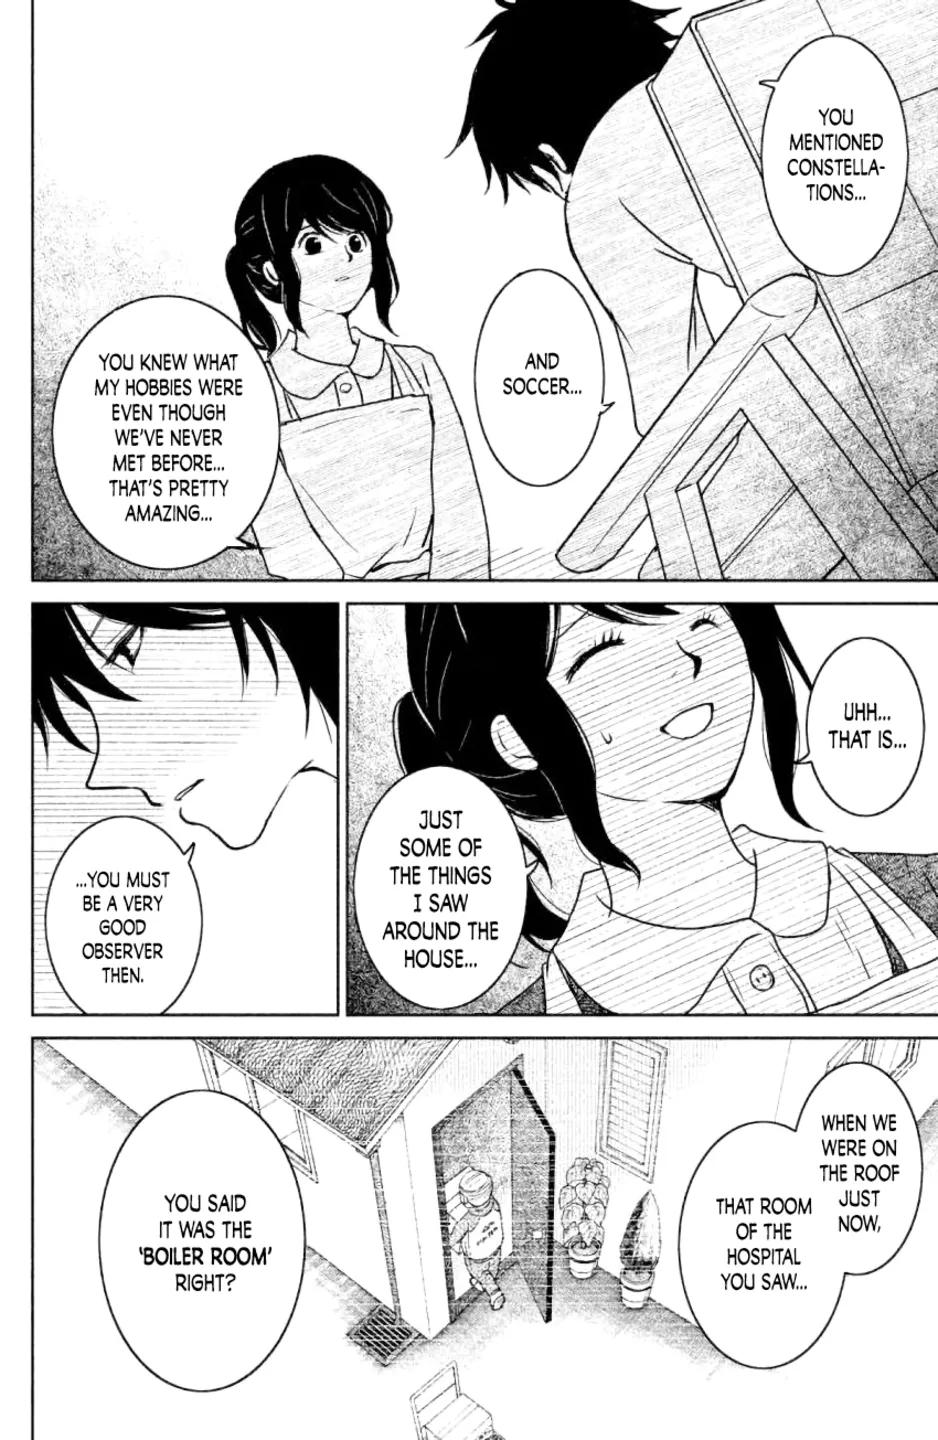 YOU
MENTIONED
CONSTELLA-
TIONS...
AND
SOCCER...
YOU KNEW WHAT
MY HOBBIES WERE
EVEN THOUGH
WE'VE NEVER
MET BEFORE...
THAT'S PRETTY
AMAZING...
UHH...
THAT IS...
JUST
SOME OF
THE THINGS
I SAW
AROUND THE
HOUSE...
...YOU MUST
BE A VERY
GOOD
OBSERVER
THEN.
WHEN WE
WERE ON
THE ROOF
JUST
NOW,
THAT ROOM
OF THE
HOSPITAL
YOU SAW...
YOU SAID
IT WAS THE
'BOILER ROOM'
RIGHT?